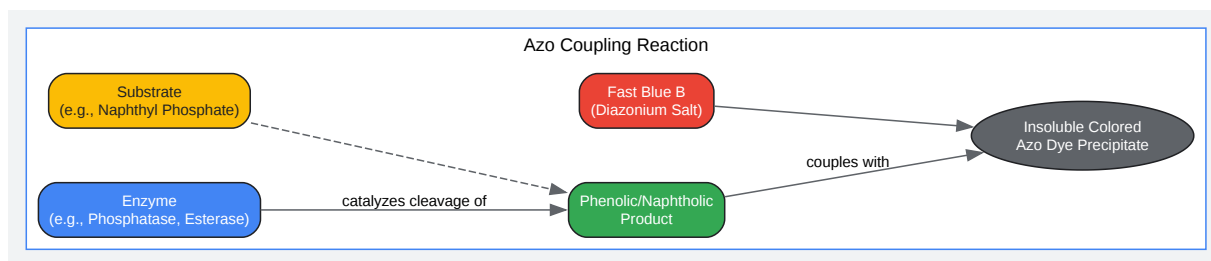 Azo Coupling Reaction
Substrate
(e.g., Naphthyl Phosphate)
Fast Blue B
(Diazonium Salt)
Insoluble Colored
Azo Dye Precipitate
couples with
Enzyme
(e.g., Phosphatase, Esterase)
catalyzes cleavage of
Phenolic/Naphtholic
Product